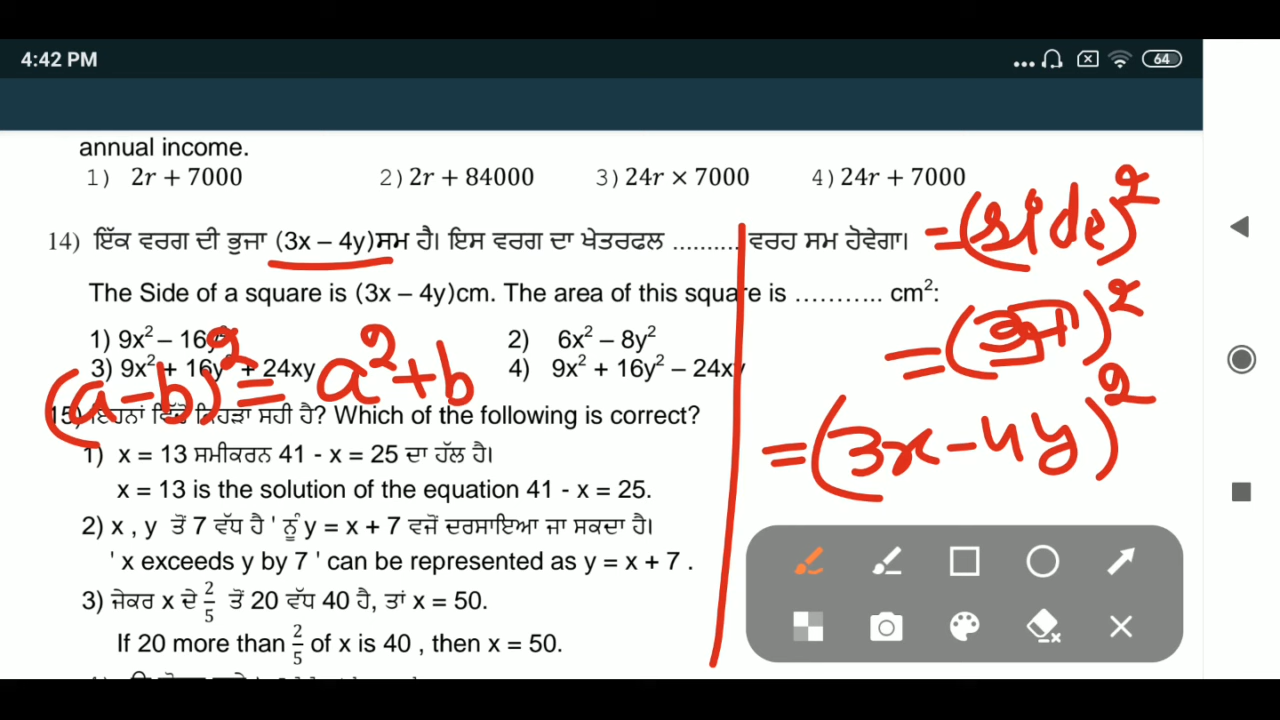 4:42 PM
64
annual income.
1) 2r + 7000 2) 2r + 84000 3) 24r × 7000 4) 24r + 7000
14) ਇੱਕ ਵਰਗ ਦੀ ਭੁਜਾ (3x – 4y)ਸਮ ਹੈ। ਇਸ ਵਰਗ ਦਾ ਖੇਤਰਫਲ .......... ਵਰਹ ਸਮ ਹੋਵੇਗਾ।
= (side)²
The Side of a square is (3x – 4y)cm. The area of this square is ……….. cm²:
1) 9x² – 16y² 2) 6x² – 8y²
3) 9x² + 16y² + 24xy 4) 9x² + 16y² – 24xy
(a-b)² = a² + b
= (3x - 4y)²
15) ਇਹਨਾਂ ਵਿੱਚੋਂ ਕਿਹੜਾ ਸਹੀ ਹੈ? Which of the following is correct?
1) x = 13 ਸਮੀਕਰਨ 41 - x = 25 ਦਾ ਹੱਲ ਹੈ।
x = 13 is the solution of the equation 41 - x = 25.
2) x , y ਤੋਂ 7 ਵੱਧ ਹੈ ' ਨੂੰ y = x + 7 ਵਜੋਂ ਦਰਸਾਇਆ ਜਾ ਸਕਦਾ ਹੈ।
' x exceeds y by 7 ' can be represented as y = x + 7 .
3) ਜੇਕਰ x ਦੇ 2/5 ਤੋਂ 20 ਵੱਧ 40 ਹੈ, ਤਾਂ x = 50.
If 20 more than 2/5 of x is 40 , then x = 50.